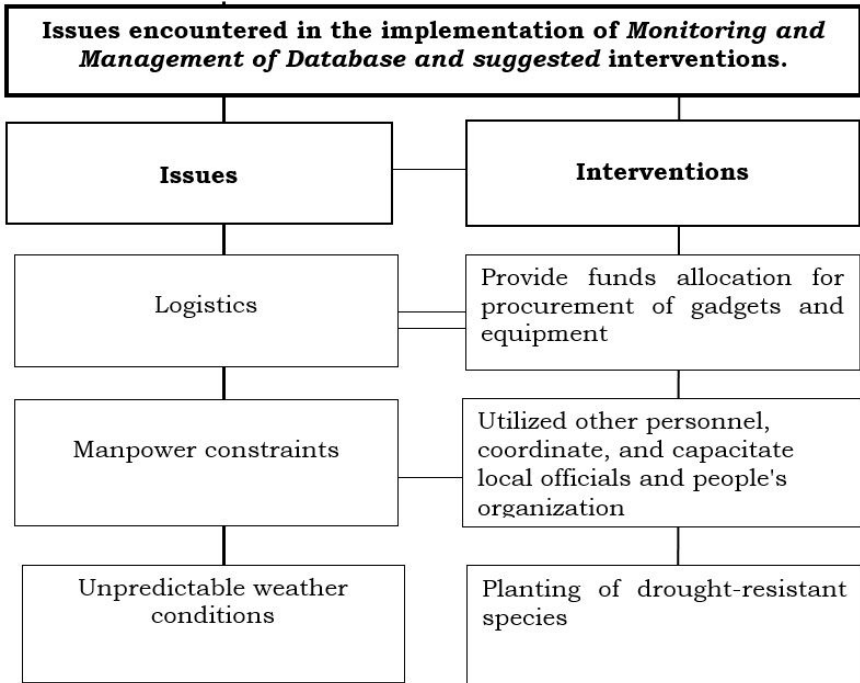 Issues encountered in the implementation of Monitoring and
Management of Database and suggested interventions.
Issues
Interventions
Logistics
Provide funds allocation for
procurement of gadgets and
equipment
Manpower constraints
Utilized other personnel,
coordinate, and capacitate
local officials and people's
organization
Unpredictable weather
conditions
Planting of drought-resistant
species